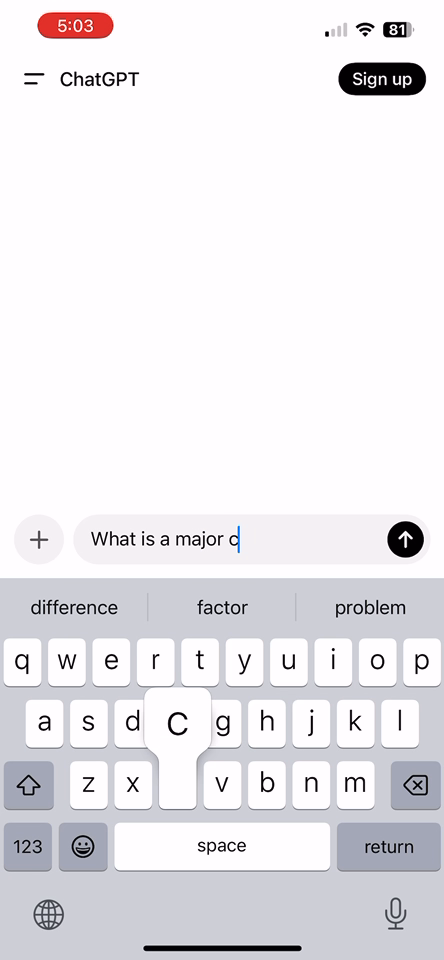 5:03
81
ChatGPT
Sign up
What is a major c
difference factor problem
q w e r t y u i o p
a s d g h j k l
C
z x v b n m
123 space return